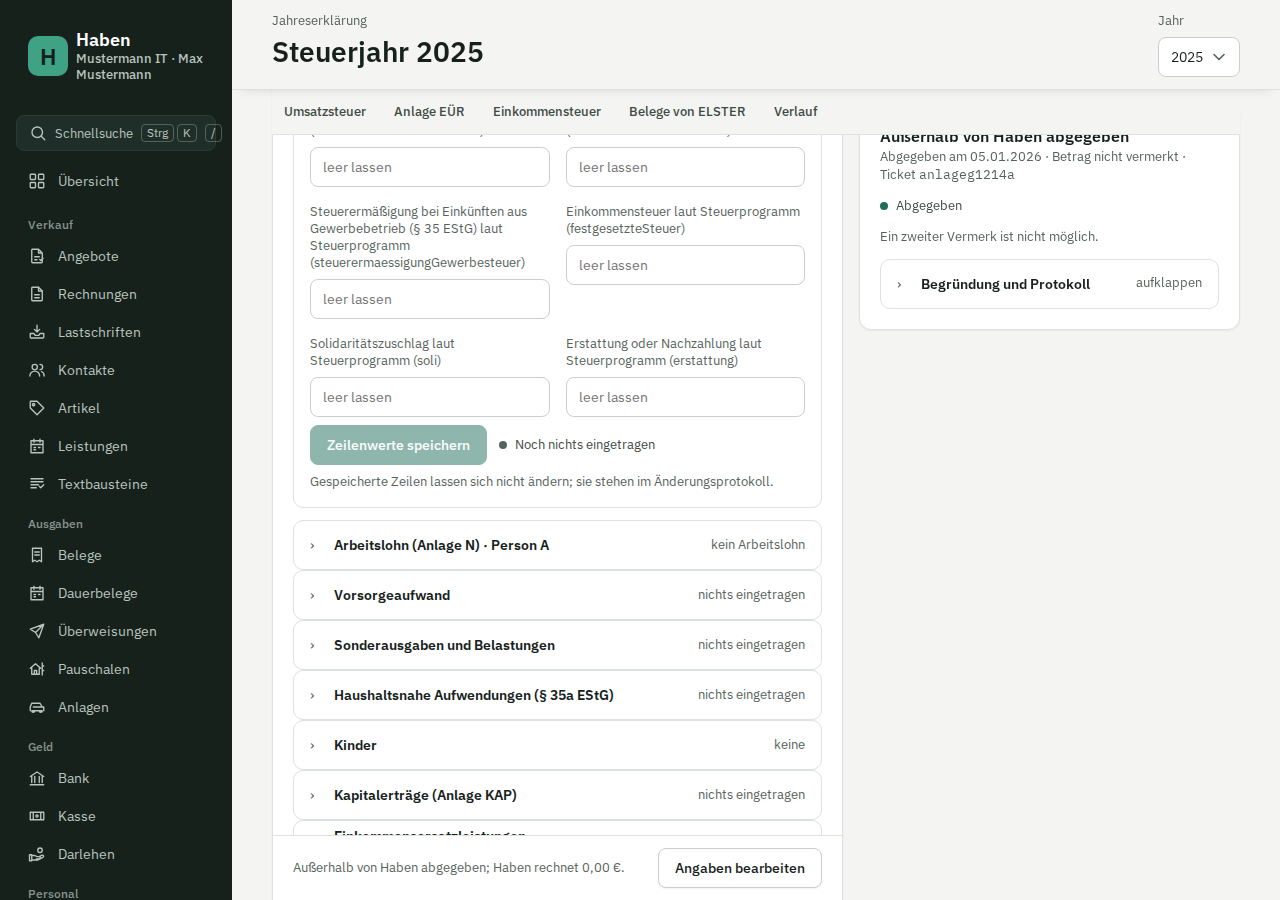 H
Haben
Mustermann IT · Max
Mustermann
Schnellsuche Strg K /
Übersicht
Verkauf
Angebote
Rechnungen
Lastschriften
Kontakte
Artikel
Leistungen
Textbausteine
Ausgaben
Belege
Dauerbelege
Überweisungen
Pauschalen
Anlagen
Geld
Bank
Kasse
Darlehen
Personal
Jahreserklärung
Steuerjahr 2025
Jahr
2025
Umsatzsteuer Anlage EÜR Einkommensteuer Belege von ELSTER Verlauf
leer lassen leer lassen
Steuerermäßigung bei Einkünften aus
Gewerbebetrieb (§ 35 EStG) laut
Steuerprogramm
(steuerermaessigungGewerbesteuer)
leer lassen
Einkommensteuer laut Steuerprogramm
(festgesetzteSteuer)
leer lassen
Solidaritätszuschlag laut
Steuerprogramm (soli)
leer lassen
Erstattung oder Nachzahlung laut
Steuerprogramm (erstattung)
leer lassen
Zeilenwerte speichern Noch nichts eingetragen
Gespeicherte Zeilen lassen sich nicht ändern; sie stehen im Änderungsprotokoll.
› Arbeitslohn (Anlage N) · Person A kein Arbeitslohn
› Vorsorgeaufwand nichts eingetragen
› Sonderausgaben und Belastungen nichts eingetragen
› Haushaltsnahe Aufwendungen (§ 35a EStG) nichts eingetragen
› Kinder keine
› Kapitalerträge (Anlage KAP) nichts eingetragen
Außerhalb von Haben abgegeben; Haben rechnet 0,00 €. Angaben bearbeiten
Außerhalb von Haben abgegeben
Abgegeben am 05.01.2026 · Betrag nicht vermerkt ·
Ticket anlageg1214a
Abgegeben
Ein zweiter Vermerk ist nicht möglich.
› Begründung und Protokoll aufklappen